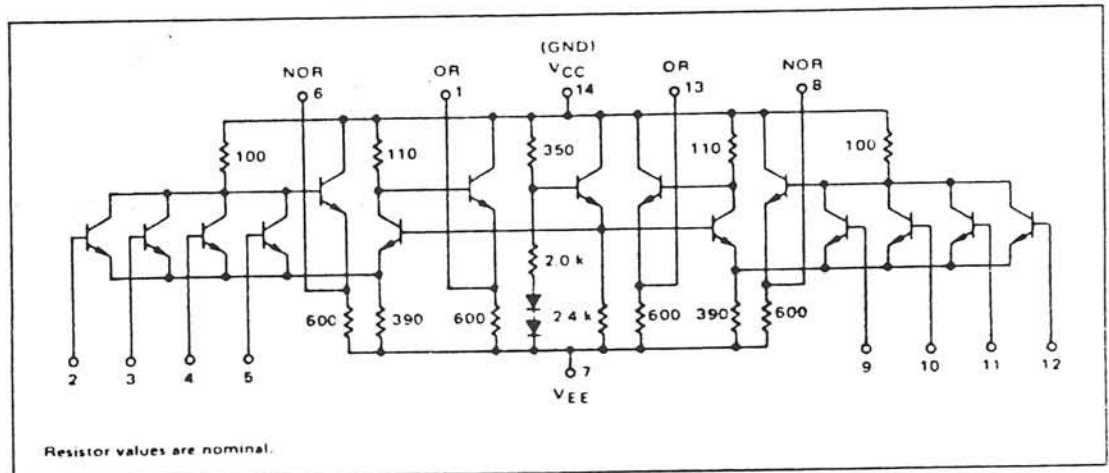 (GND)
NOR OR VCC OR NOR
6 1 14 13 8
100 110 350 110 100
2.0 k
600 390 600 2.4 k 600 390 600
2 3 4 5 7 9 10 11 12
VEE
Resistor values are nominal.